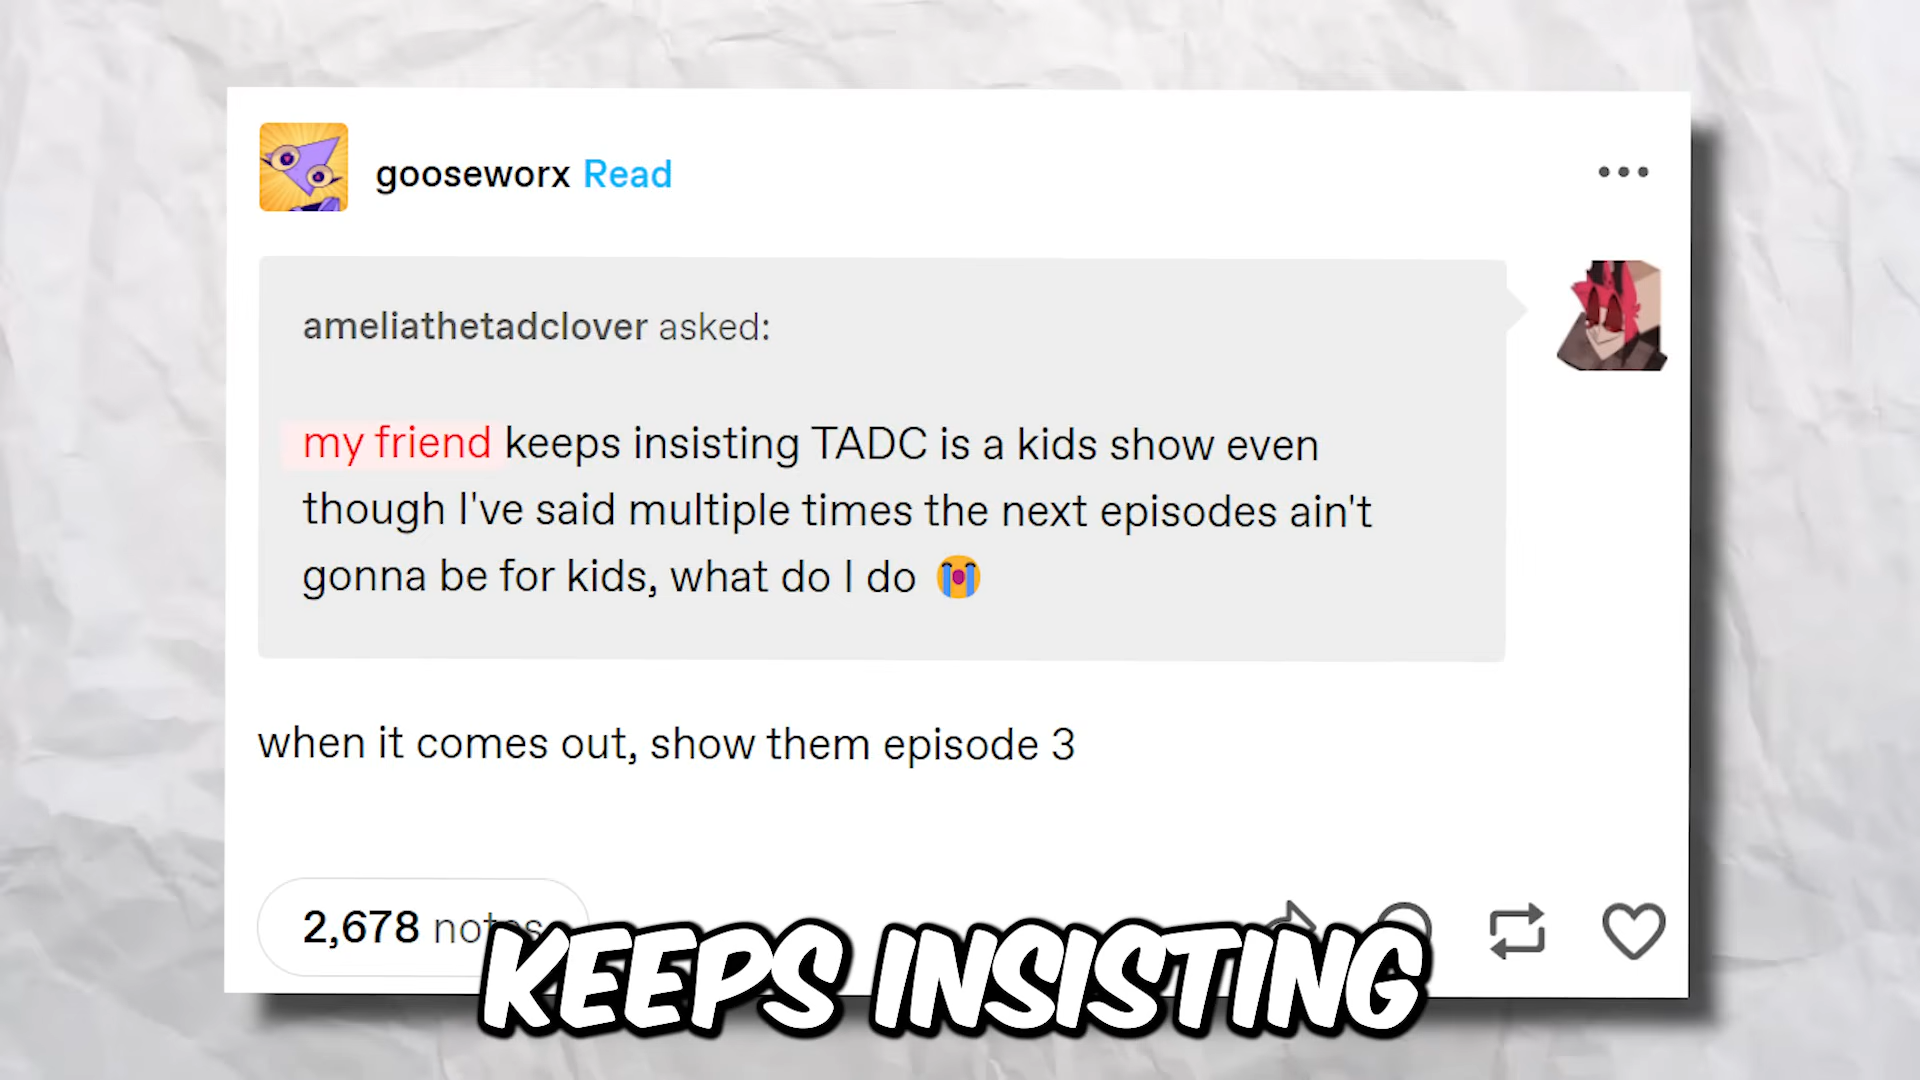 gooseworx Read
ameliathetadclover asked:
my friend keeps insisting TADC is a kids show even
though I've said multiple times the next episodes ain't
gonna be for kids, what do I do 😭
when it comes out, show them episode 3
2,678 notes
KEEPS INSISTING